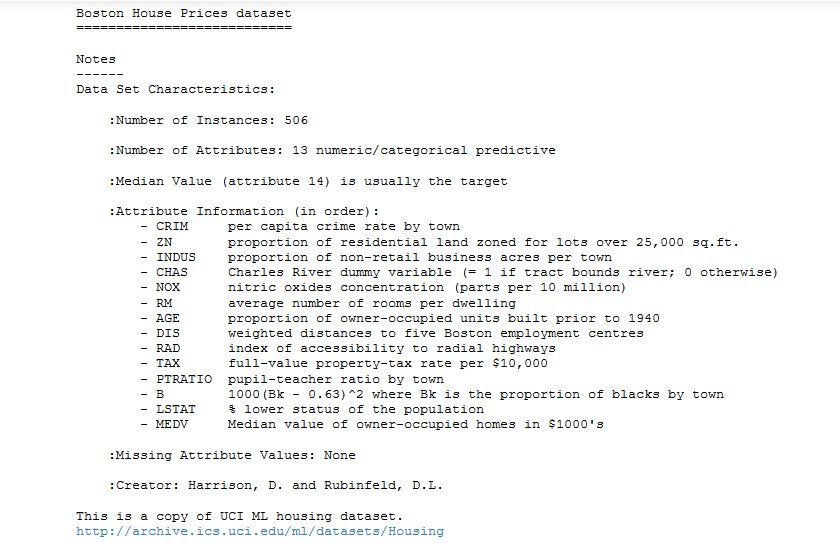 Boston House Prices dataset
===========================
Notes
------
Data Set Characteristics:
:Number of Instances: 506
:Number of Attributes: 13 numeric/categorical predictive
:Median Value (attribute 14) is usually the target
:Attribute Information (in order):
- CRIM per capita crime rate by town
- ZN proportion of residential land zoned for lots over 25,000 sq.ft.
- INDUS proportion of non-retail business acres per town
- CHAS Charles River dummy variable (= 1 if tract bounds river; 0 otherwise)
- NOX nitric oxides concentration (parts per 10 million)
- RM average number of rooms per dwelling
- AGE proportion of owner-occupied units built prior to 1940
- DIS weighted distances to five Boston employment centres
- RAD index of accessibility to radial highways
- TAX full-value property-tax rate per $10,000
- PTRATIO pupil-teacher ratio by town
- B 1000(Bk - 0.63)^2 where Bk is the proportion of blacks by town
- LSTAT % lower status of the population
- MEDV Median value of owner-occupied homes in $1000's
:Missing Attribute Values: None
:Creator: Harrison, D. and Rubinfeld, D.L.
This is a copy of UCI ML housing dataset.
http://archive.ics.uci.edu/ml/datasets/Housing